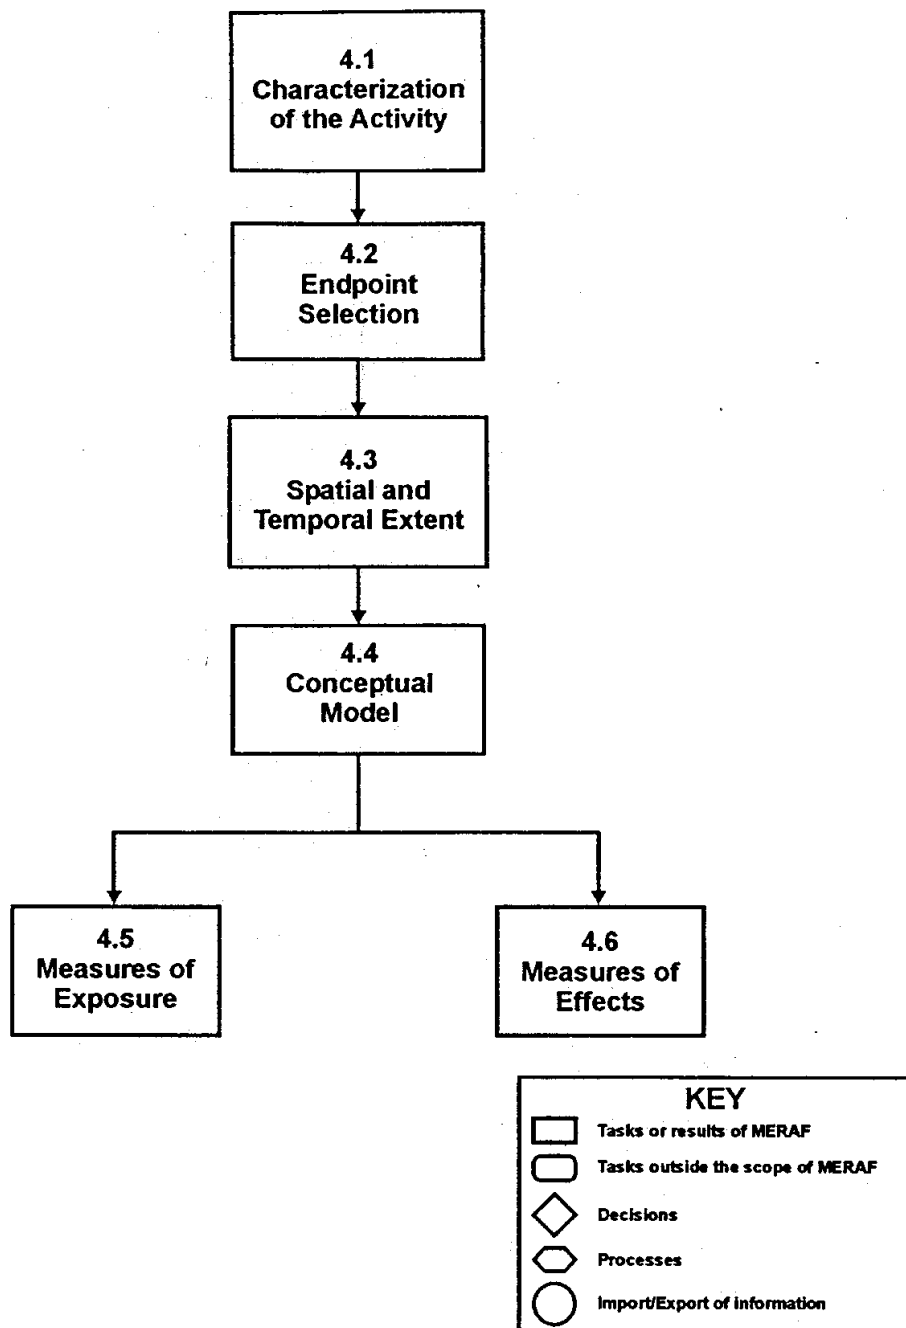 4.1
Characterization
of the Activity
4.2
Endpoint
Selection
4.3
Spatial and
Temporal Extent
4.4
Conceptual
Model
4.5
Measures of
Exposure
4.6
Measures of
Effects
KEY
Tasks or results of MERAF
Tasks outside the scope of MERAF
Decisions
Processes
Import/Export of information